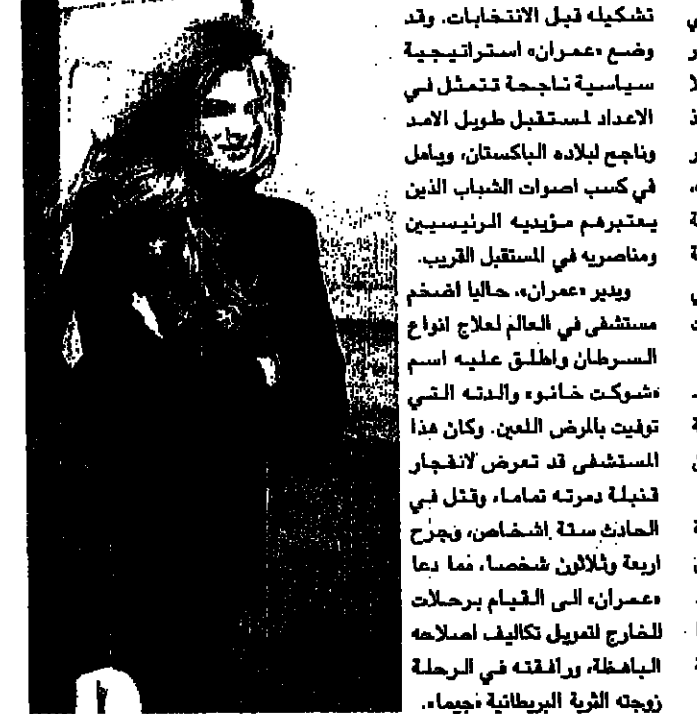 تشكيله قبل الانتخابات. وقد
وضع «عمران» استراتيجية
سياسية ناجحة تتمثل في
الاعداد لمستقبل طويل الامد
وناجح لبلاده الباكستان، ويامل
في كسب اصوات الشباب الذين
يعتبرهم مؤيديه الرئيسيين
ومناصريه في المستقبل القريب.
ويدير «عمران»، حاليا اضخم
مستشفى في العالم لعلاج انواع
السرطان واطلق عليه اسم
«شوكت خانو» والدته التي
توفيت بالمرض اللعين. وكان هذا
المستشفى قد تعرض لانفجار
قنبلة دمرته تماما، وقتل في
الحادث ستة اشخاص، وجرح
اربعة وثلاثون شخصا، مما دعا
«عمران» الى القيام برحلات
للخارج لتمويل تكاليف اصلاحه
الباهظة، ورافقته في الرحلة
زوجته الثرية البريطانية «جيما».